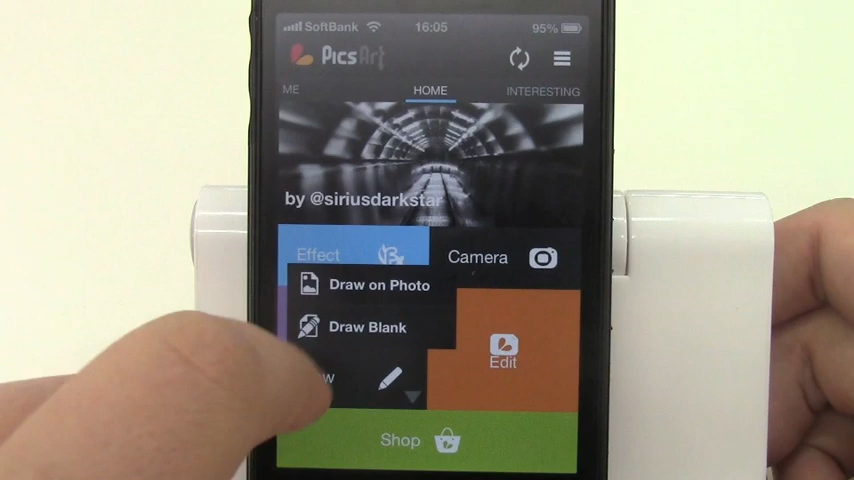 SoftBank 16:05 95%
PicsArt
ME HOME INTERESTING
by @siriusdarkstar
Effect Camera
Draw on Photo
Draw Blank
Edit
w
Shop